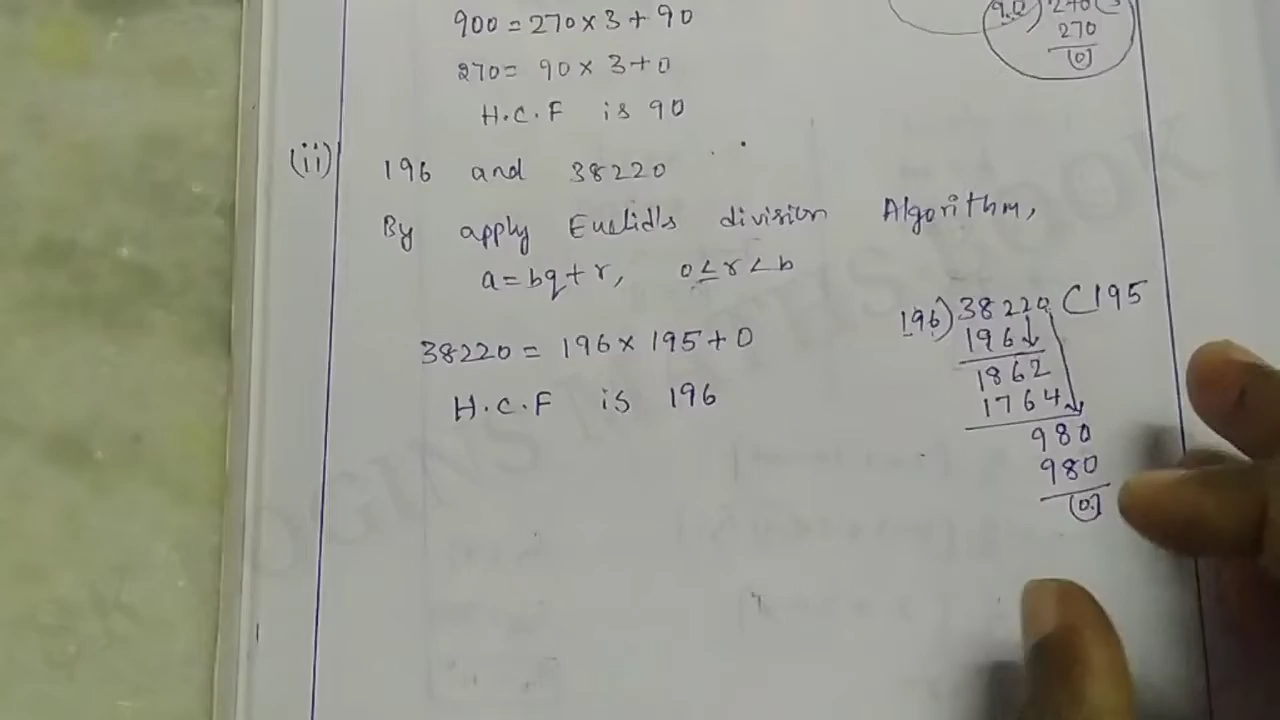 900 = 270 × 3 + 90
270 = 90 × 3 + 0
H.C.F is 90
270
0
(ii) 196 and 38220
By apply Euclid's division Algorithm,
a = bq + r, 0 ≤ r < b
38220 = 196 × 195 + 0
H.C.F is 196
196) 38220 (195
196
1862
1764
980
980
0